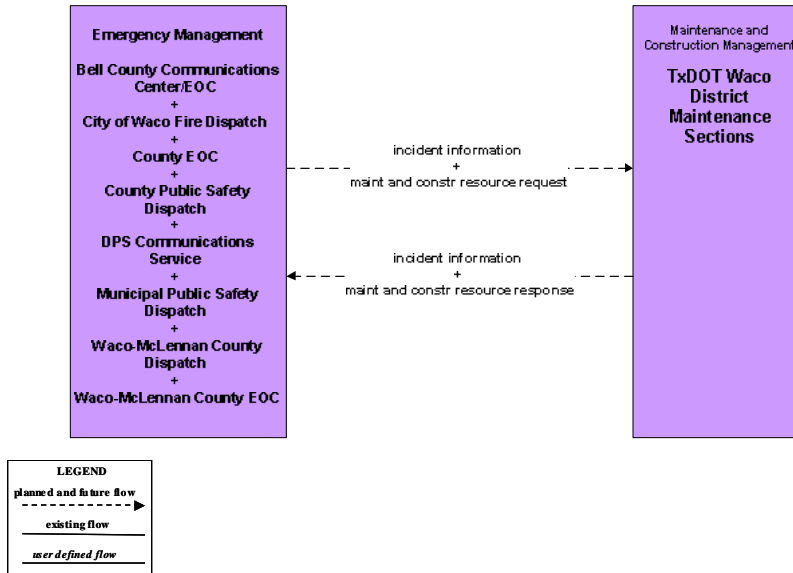 Emergency Management
Bell County Communications
Center/EOC
+
City of Waco Fire Dispatch
+
County EOC
+
County Public Safety
Dispatch
+
DPS Communications
Service
+
Municipal Public Safety
Dispatch
+
Waco-McLennan County
Dispatch
+
Waco-McLennan County EOC
incident information
+
maint and constr resource request
incident information
+
maint and constr resource response
Maintenance and
Construction Management
TxDOT Waco
District
Maintenance
Sections
LEGEND
planned and future flow
existing flow
user defined flow